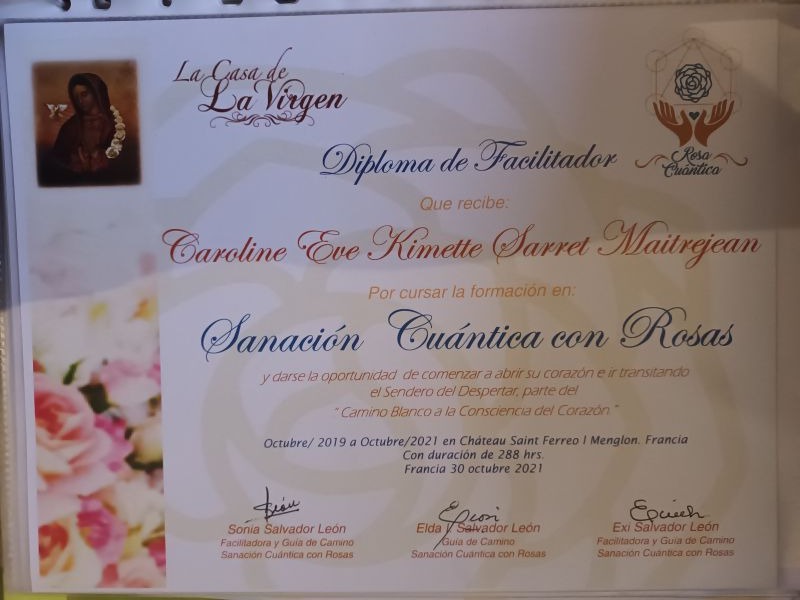 La Casa de
La Virgen
Rosa
Cuántica
Diploma de Facilitador
Que recibe:
Caroline Eve Kimette Sarret Maitrejean
Por cursar la formación en:
Sanación Cuántica con Rosas
y darse la oportunidad de comenzar a abrir su corazón e ir transitando
el Sendero del Despertar, parte del
" Camino Blanco a la Consciencia del Corazón "
Octubre/ 2019 a Octubre/2021 en Château Saint Ferreo l Menglon. Francia
Con duración de 288 hrs.
Francia 30 octubre 2021
Sonia Salvador León
Facilitadora y Guía de Camino
Sanación Cuántica con Rosas
Elda I Salvador León
Guía de Camino
Sanación Cuántica con Rosas
Exi Salvador León
Facilitadora y Guía de Camino
Sanación Cuántica con Rosas